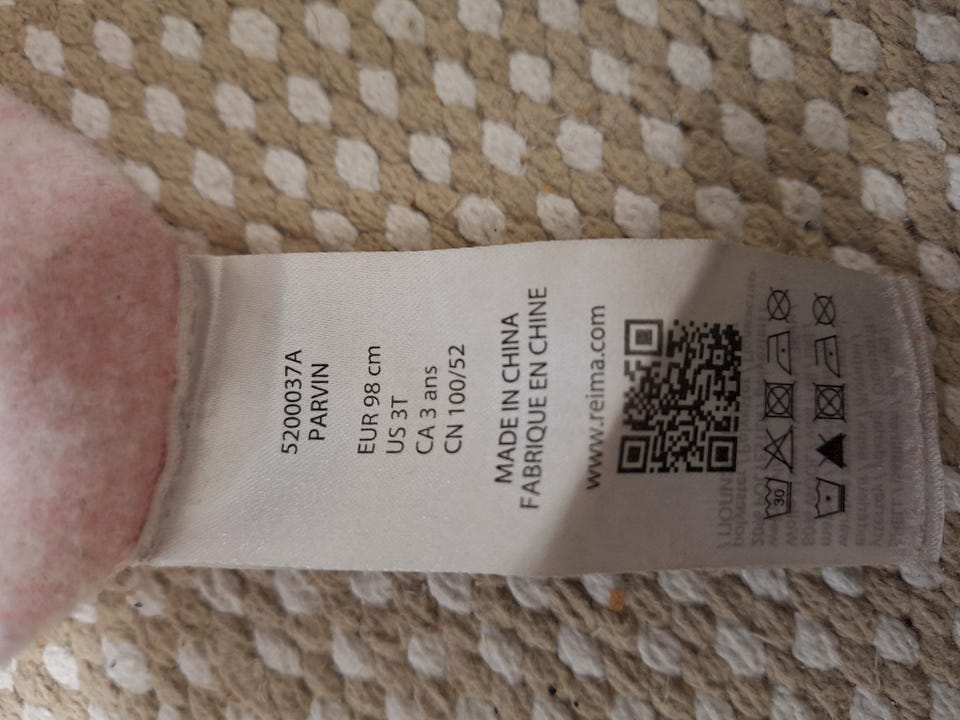 5200037A
PARVIN
EUR 98 cm
US 3T
CA 3 ans
CN 100/52
MADE IN CHINA
FABRIQUE EN CHINE
www.reima.com
30